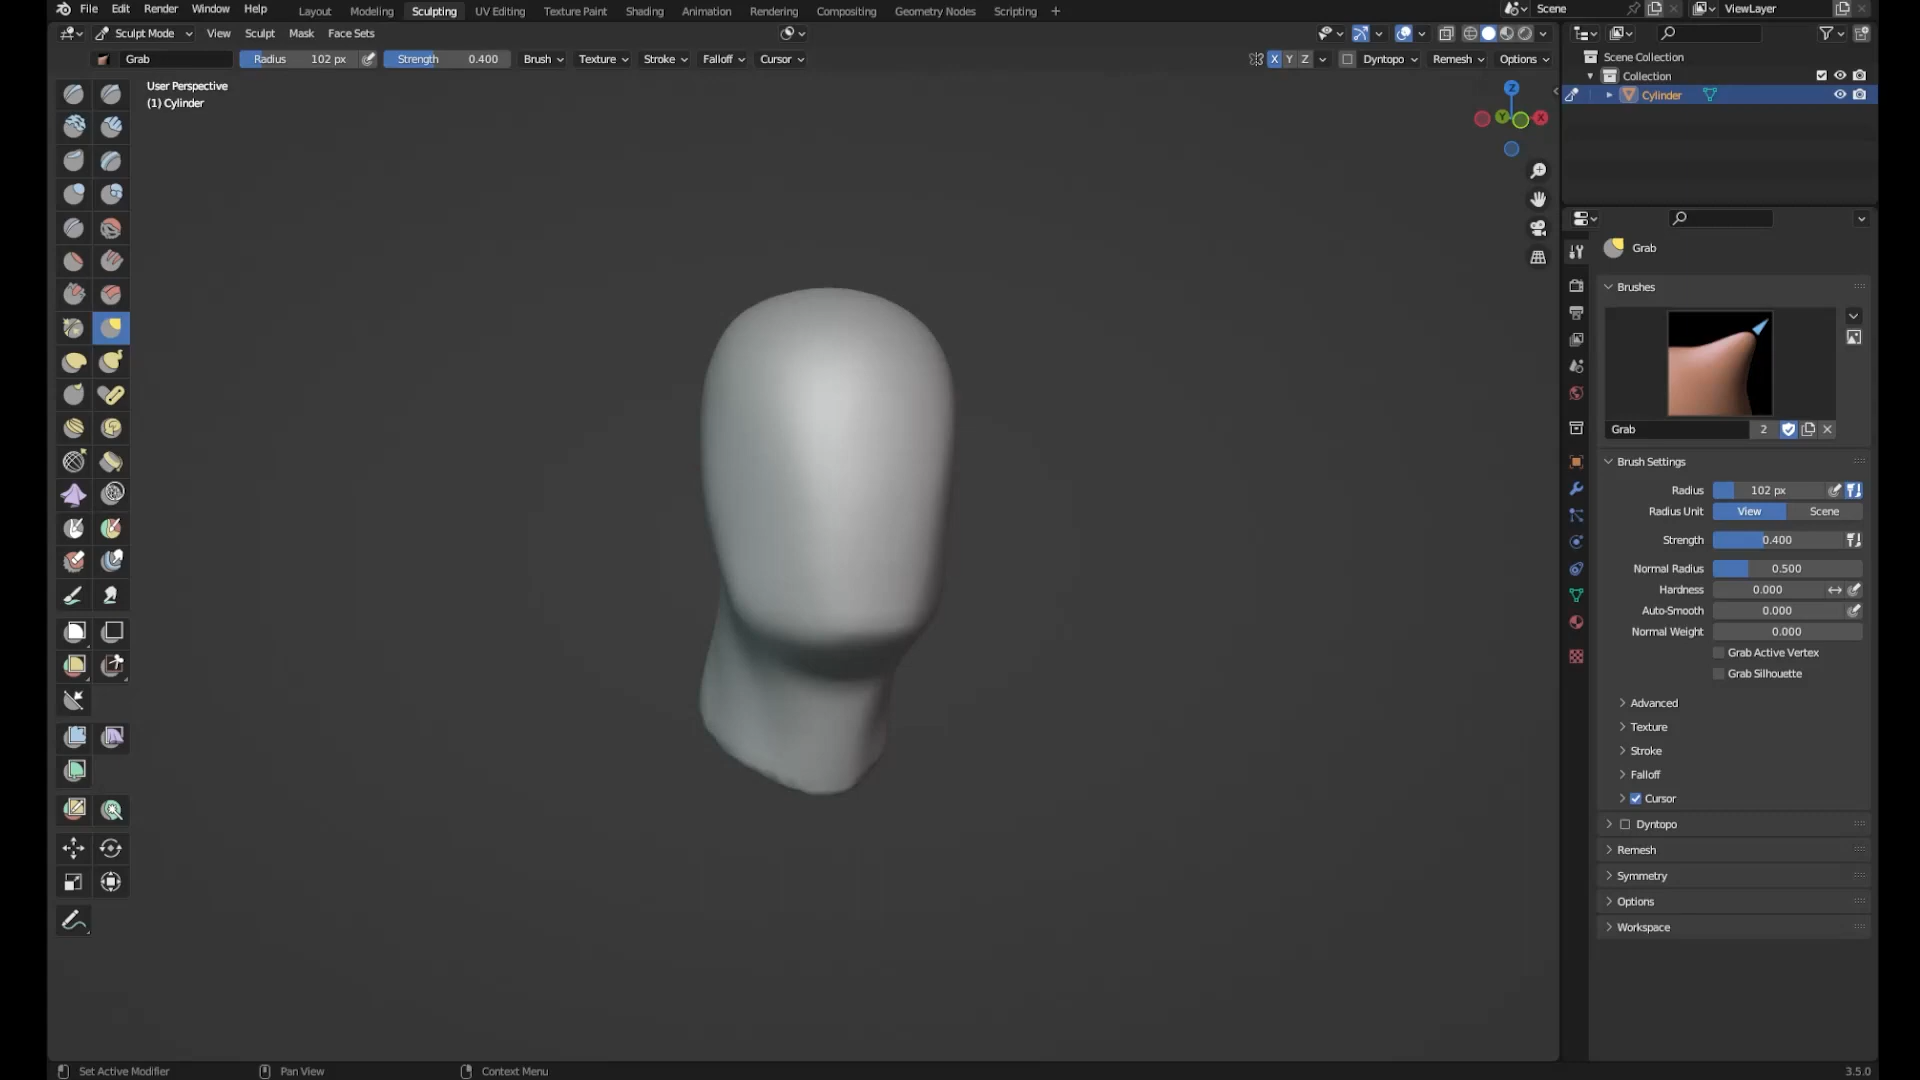 File Edit Render Window Help Layout Modeling Sculpting UV Editing Texture Paint Shading Animation Rendering Compositing Geometry Nodes Scripting + Scene ViewLayer
Sculpt Mode View Sculpt Mask Face Sets
Grab Radius 102 px Strength 0.400 Brush Texture Stroke Falloff Cursor X Y Z Dyntopo Remesh Options
User Perspective
(1) Cylinder
Z
Y X
Scene Collection
Collection
Cylinder
Grab
Brushes
Grab 2
Brush Settings
Radius 102 px
Radius Unit View Scene
Strength 0.400
Normal Radius 0.500
Hardness 0.000
Auto-Smooth 0.000
Normal Weight 0.000
Grab Active Vertex
Grab Silhouette
Advanced
Texture
Stroke
Falloff
Cursor
Dyntopo
Remesh
Symmetry
Options
Workspace
Set Active Modifier Pan View Context Menu 3.5.0